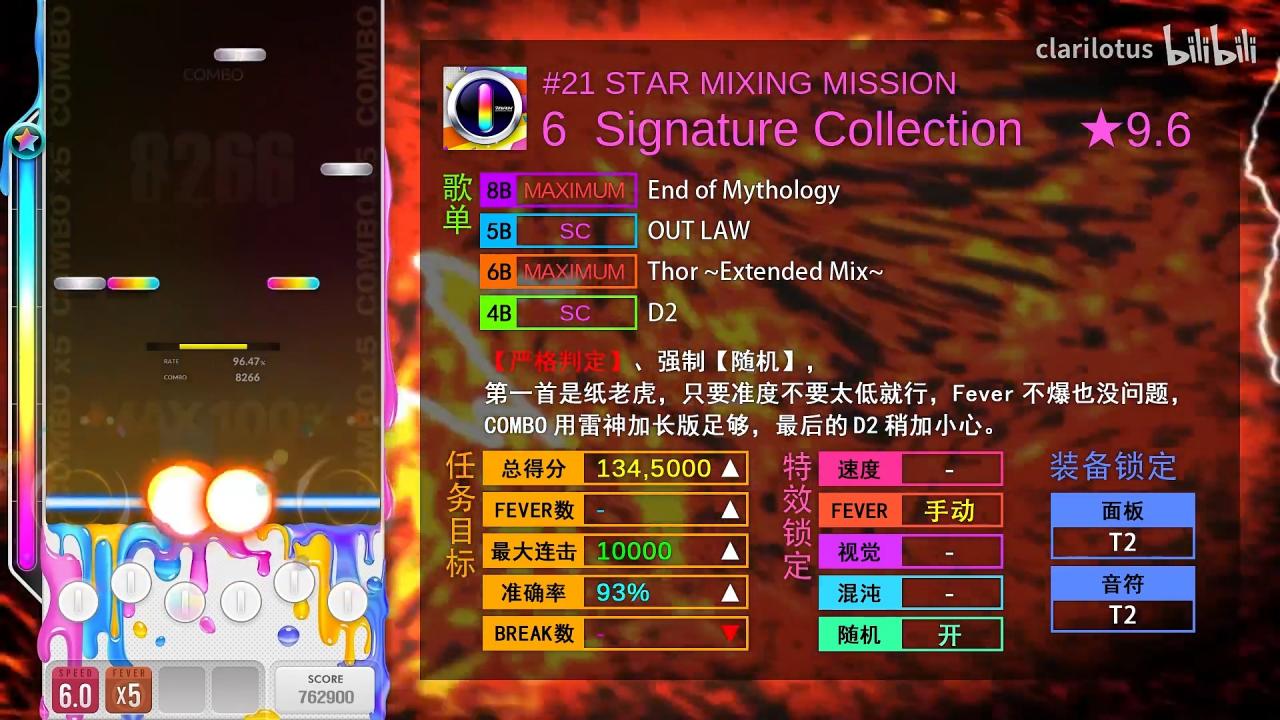 clarilotus bilibili
#21 STAR MIXING MISSION
6 Signature Collection ★9.6
歌单
8B MAXIMUM End of Mythology
5B SC OUT LAW
6B MAXIMUM Thor ~Extended Mix~
4B SC D2
【严格判定】、强制【随机】，
第一首是纸老虎，只要准度不要太低就行，Fever 不爆也没问题，
COMBO 用雷神加长版足够，最后的 D2 稍加小心。
任务目标
总得分 134,5000 ▲
FEVER数 - ▲
最大连击 10000 ▲
准确率 93% ▲
BREAK数 - ▼
特效锁定
速度 -
FEVER 手动
视觉 -
混沌 -
随机 开
装备锁定
面板
T2
音符
T2
COMBO
8266
COMBO x5
COMBO x5
RATE 96.47%
COMBO 8266
MAX 100%
SPEED
6.0
FEVER
x5
SCORE
762900